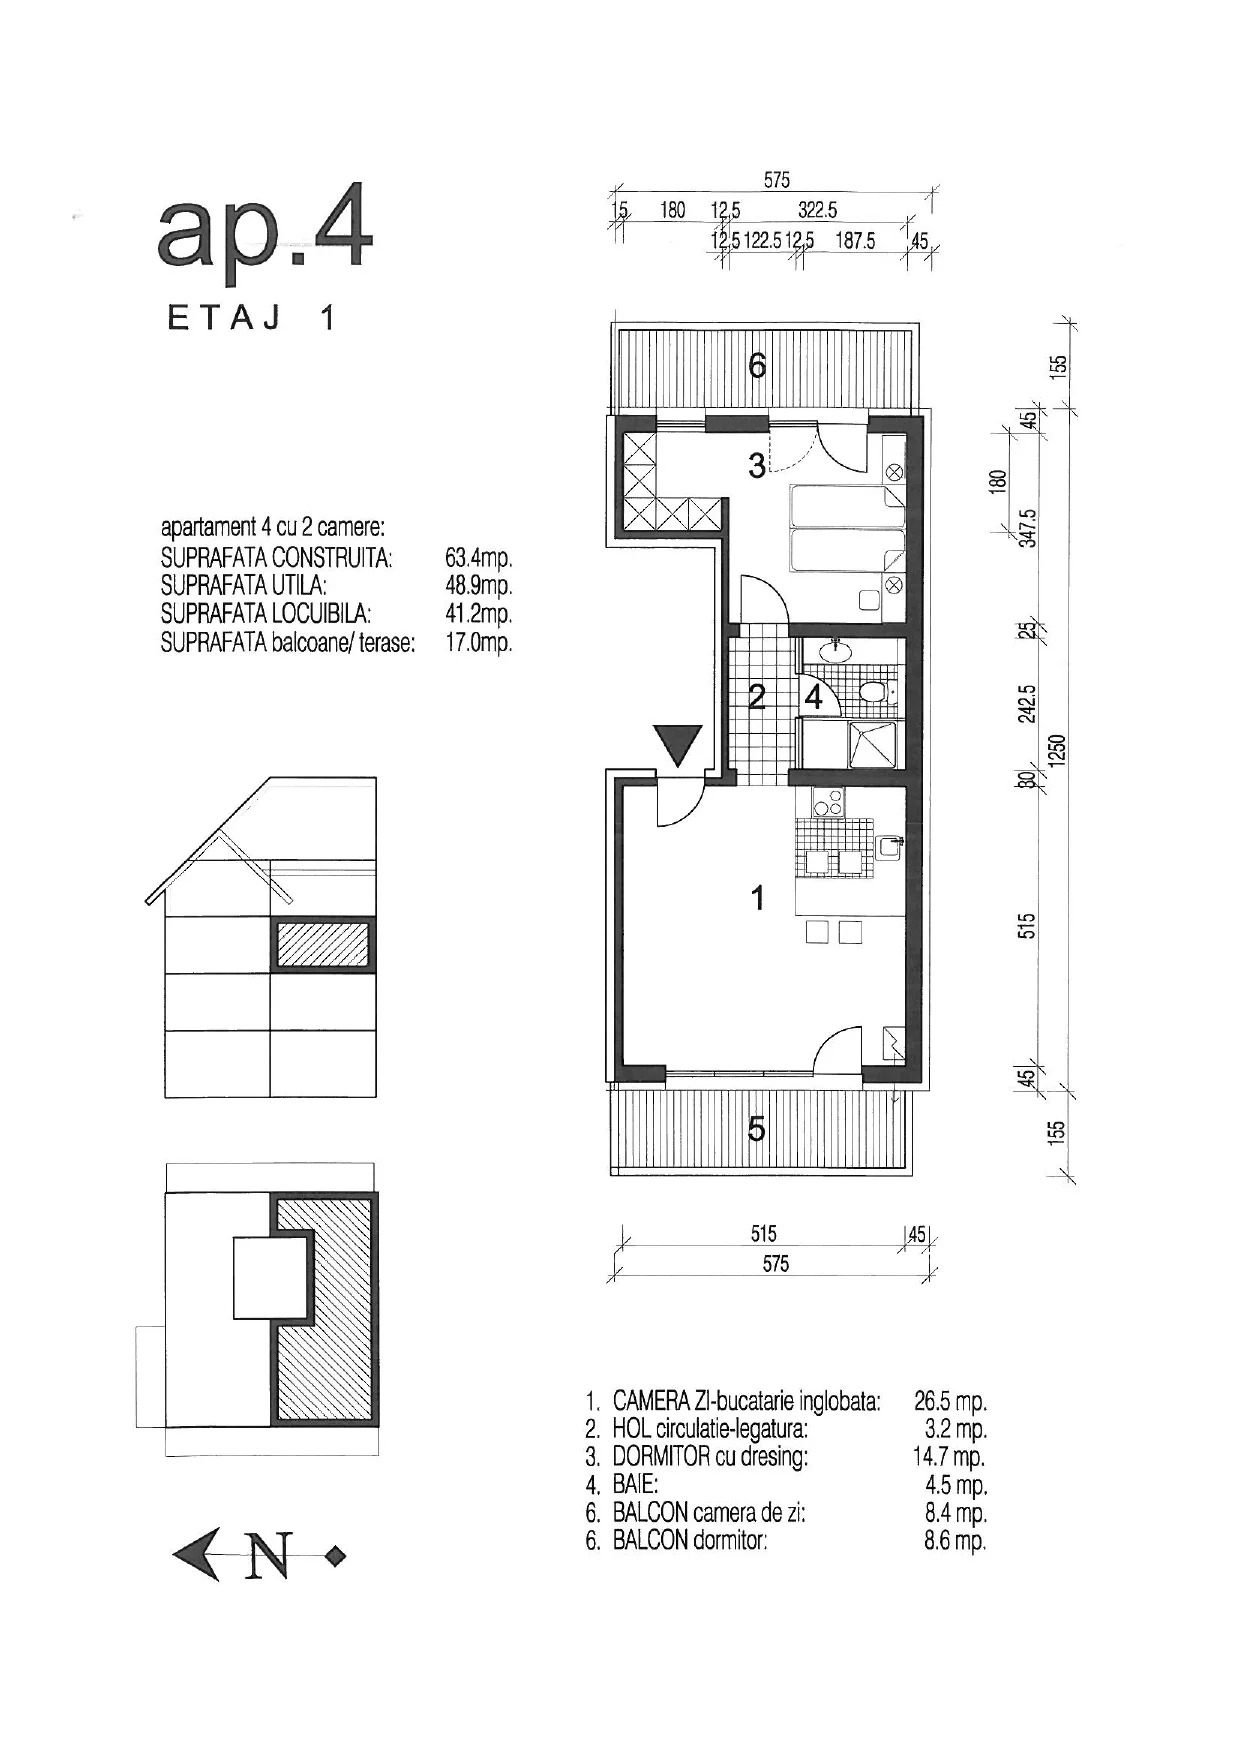 ap.4
ETAJ 1
575
15 180 12.5 322.5
12.5 122.5 12.5 187.5 45
6
155
45
3
180
347.5
apartament 4 cu 2 camere:
SUPRAFATA CONSTRUITA: 63.4mp.
SUPRAFATA UTILA: 48.9mp.
SUPRAFATA LOCUIBILA: 41.2mp.
SUPRAFATA balcoane/ terase: 17.0mp.
25
2
4
242.5
1250
80
1
515
45
5
155
515 45
575
1. CAMERA ZI-bucatarie inglobata: 26.5 mp.
2. HOL circulatie-legatura: 3.2 mp.
3. DORMITOR cu dresing: 14.7 mp.
4. BAIE: 4.5 mp.
6. BALCON camera de zi: 8.4 mp.
6. BALCON dormitor: 8.6 mp.
N